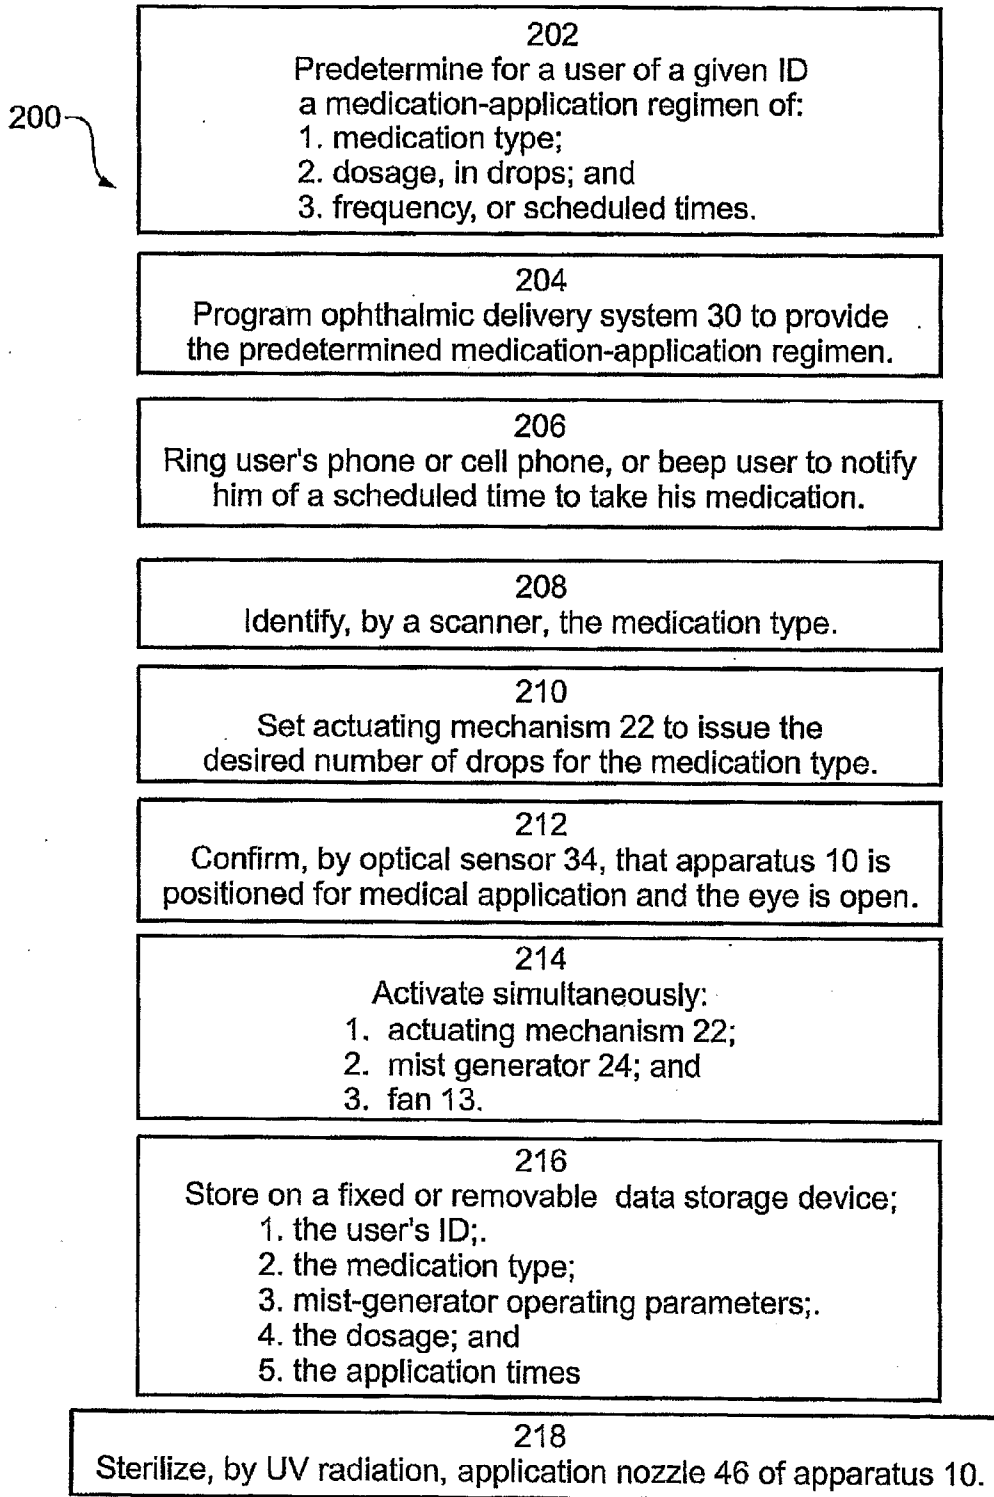 202
Predetermine for a user of a given ID
a medication-application regimen of:
1. medication type;
2. dosage, in drops; and
3. frequency, or scheduled times.
200
204
Program ophthalmic delivery system 30 to provide
the predetermined medication-application regimen.
206
Ring user's phone or cell phone, or beep user to notify
him of a scheduled time to take his medication.
208
Identify, by a scanner, the medication type.
210
Set actuating mechanism 22 to issue the
desired number of drops for the medication type.
212
Confirm, by optical sensor 34, that apparatus 10 is
positioned for medical application and the eye is open.
214
Activate simultaneously:
1. actuating mechanism 22;
2. mist generator 24; and
3. fan 13.
216
Store on a fixed or removable data storage device;
1. the user's ID;.
2. the medication type;
3. mist-generator operating parameters;.
4. the dosage; and
5. the application times
218
Sterilize, by UV radiation, application nozzle 46 of apparatus 10.